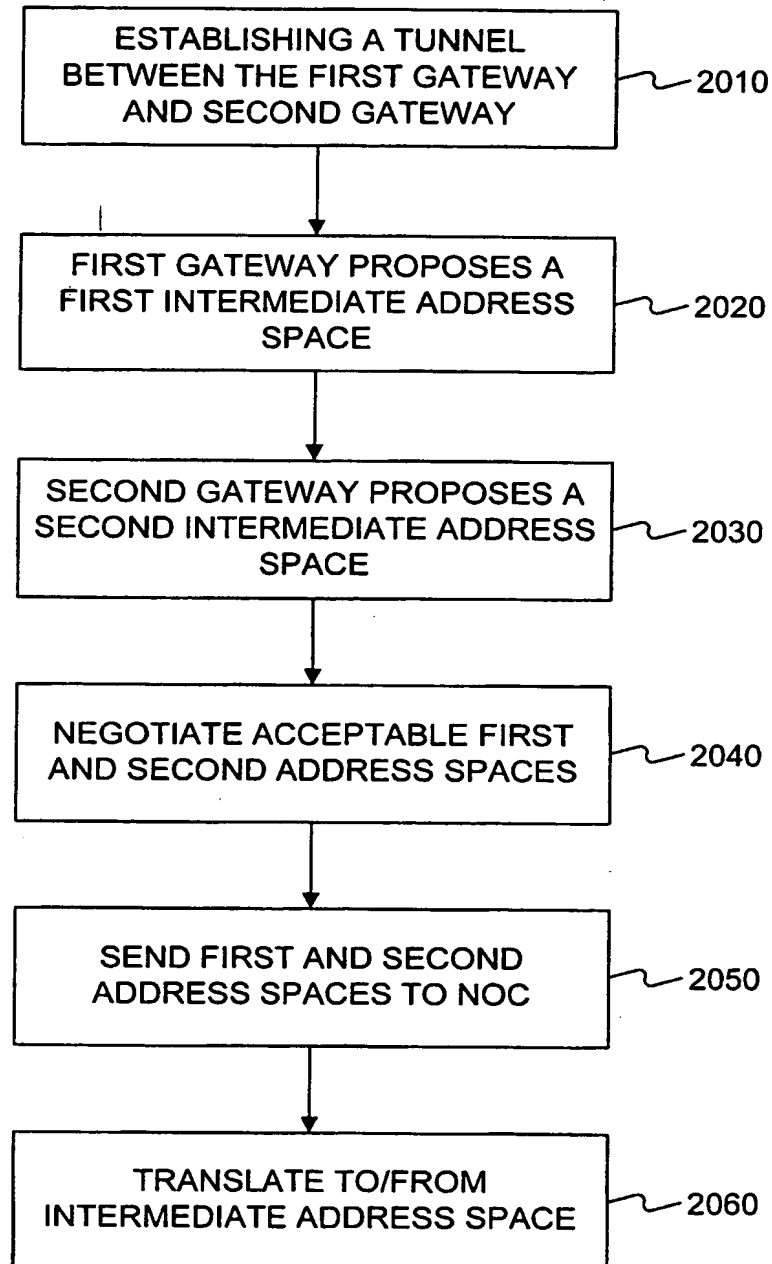 ESTABLISHING A TUNNEL
BETWEEN THE FIRST GATEWAY
AND SECOND GATEWAY
2010
FIRST GATEWAY PROPOSES A
FIRST INTERMEDIATE ADDRESS
SPACE
2020
SECOND GATEWAY PROPOSES A
SECOND INTERMEDIATE ADDRESS
SPACE
2030
NEGOTIATE ACCEPTABLE FIRST
AND SECOND ADDRESS SPACES
2040
SEND FIRST AND SECOND
ADDRESS SPACES TO NOC
2050
TRANSLATE TO/FROM
INTERMEDIATE ADDRESS SPACE
2060